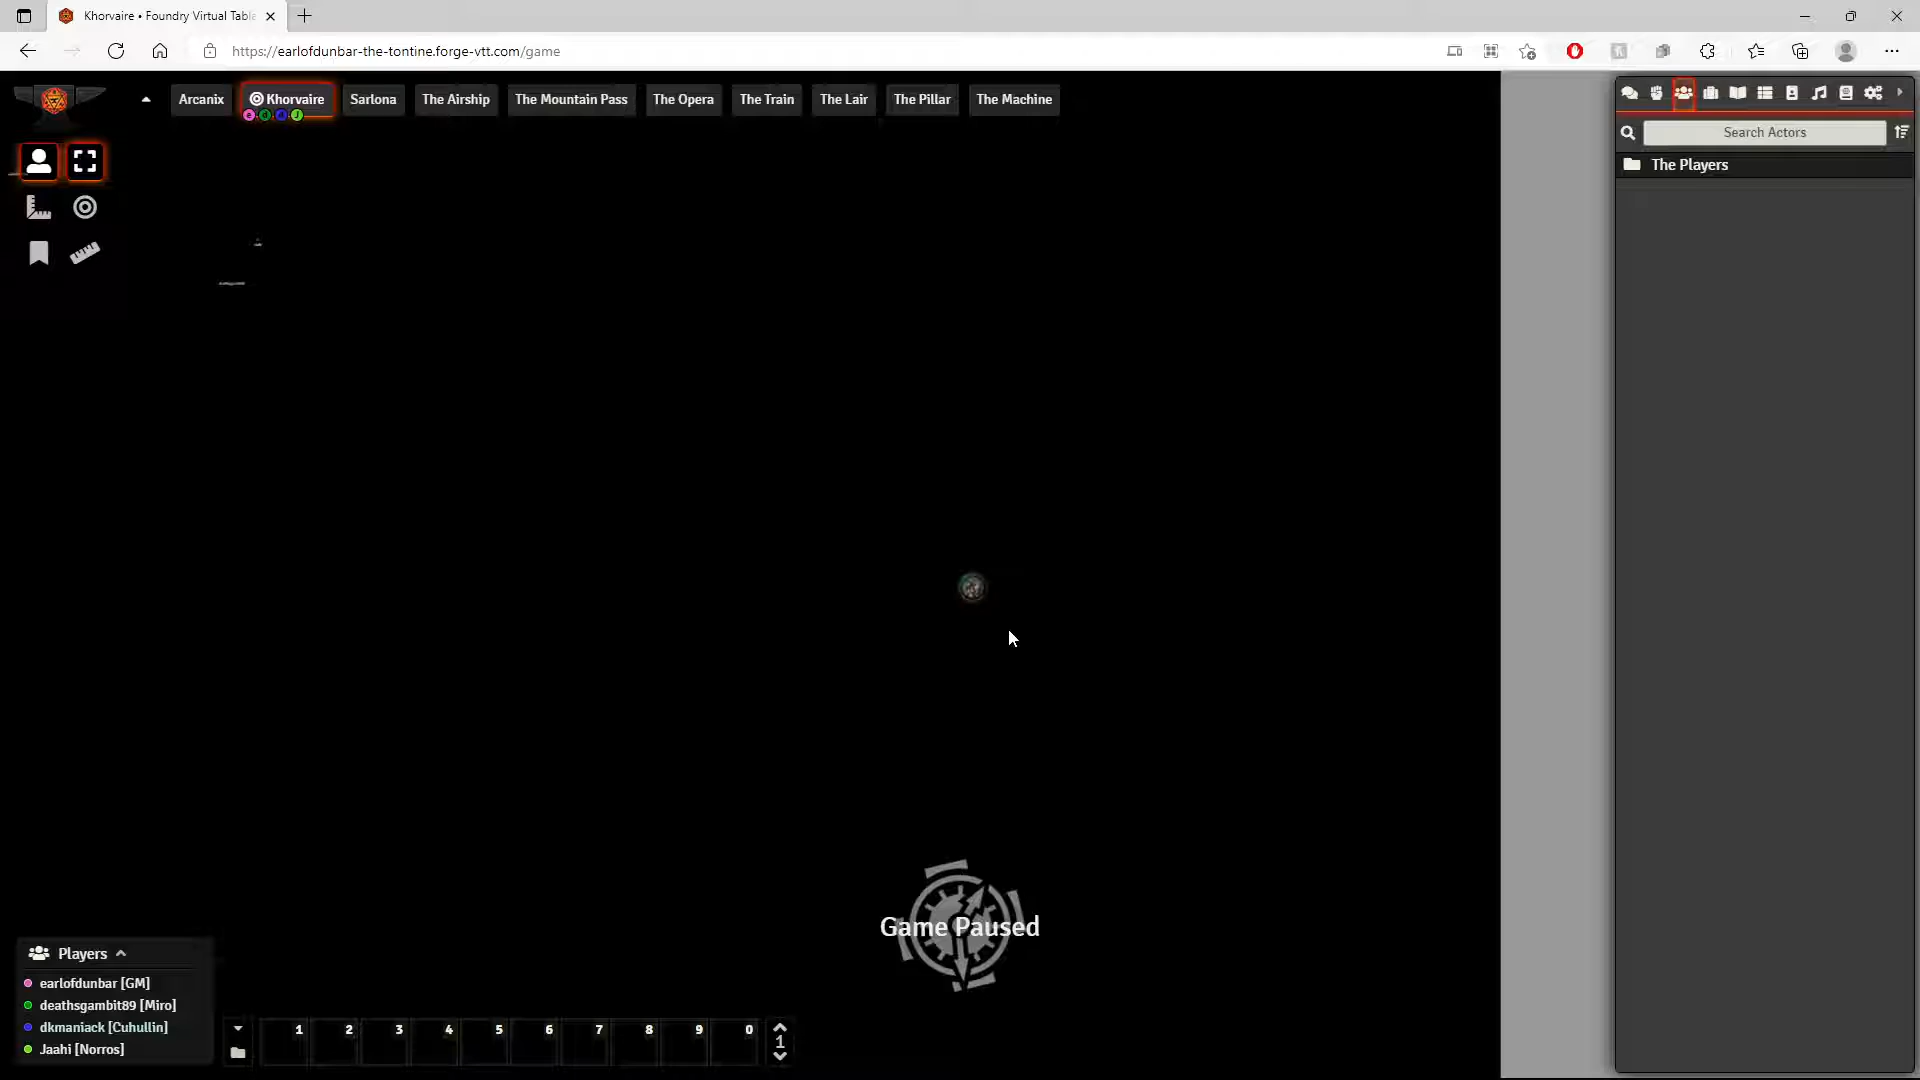 Khorvaire • Foundry Virtual Table
https://earlofdunbar-the-tontine.forge-vtt.com/game
Arcanix
Khorvaire
Sarlona
The Airship
The Mountain Pass
The Opera
The Train
The Lair
The Pillar
The Machine
e d d J
Search Actors
The Players
Game Paused
Players
earlofdunbar [GM]
deathsgambit89 [Miro]
dkmaniack [Cuhullin]
Jaahi [Norros]
1 2 3 4 5 6 7 8 9 0
1